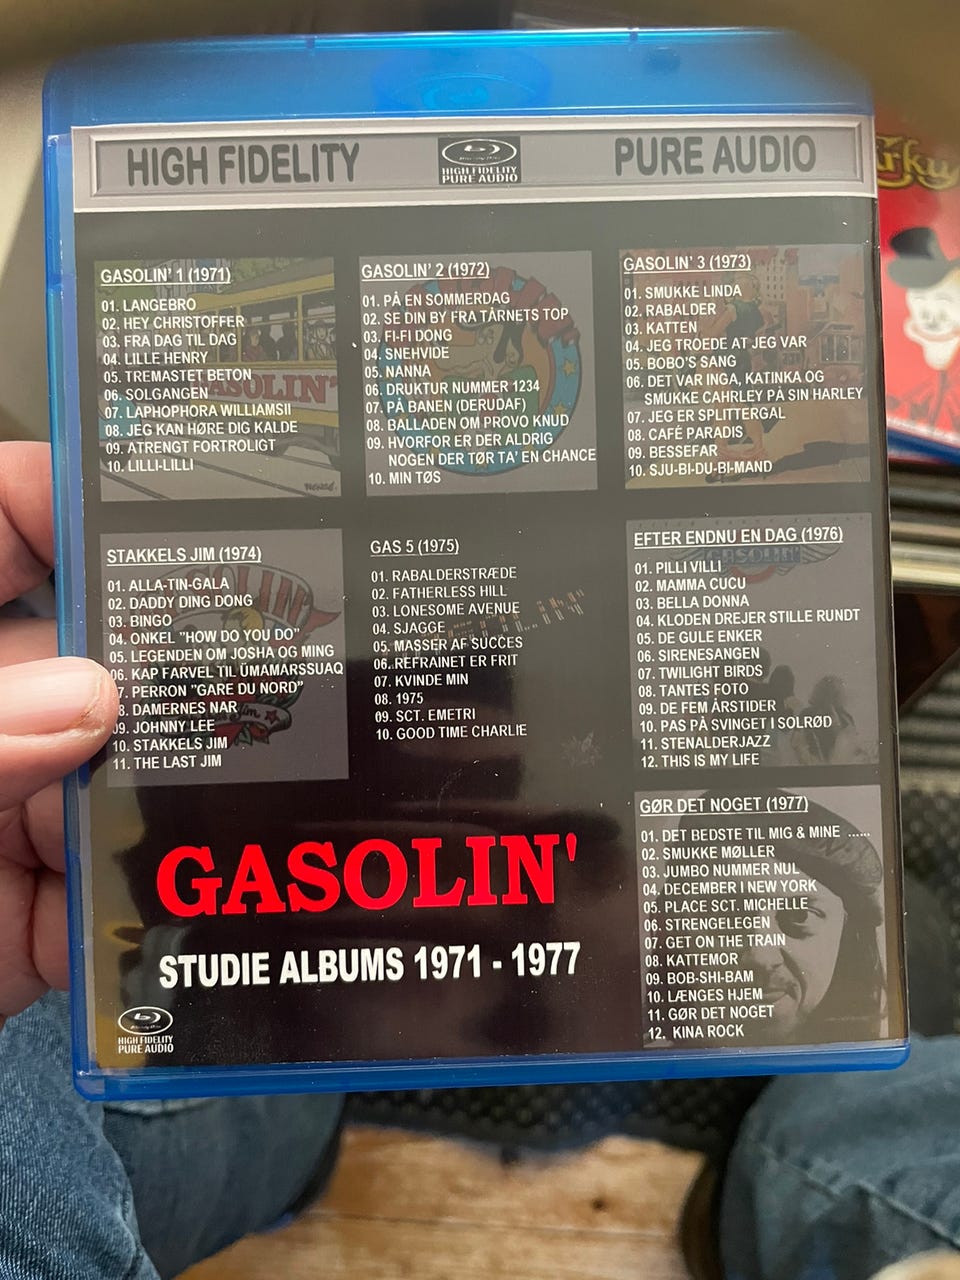 HIGH FIDELITY
Blu-ray Disc
HIGH FIDELITY
PURE AUDIO
PURE AUDIO
GASOLIN' 1 (1971)
01. LANGEBRO
02. HEY CHRISTOFFER
03. FRA DAG TIL DAG
04. LILLE HENRY
05. TREMASTET BETON
06. SOLGANGEN
07. LAPHOPHORA WILLIAMSII
08. JEG KAN HØRE DIG KALDE
09. ATRENGT FORTROLIGT
10. LILLI-LILLI
GASOLIN' 2 (1972)
01. PÅ EN SOMMERDAG
02. SE DIN BY FRA TÅRNETS TOP
03. FI-FI DONG
04. SNEHVIDE
05. NANNA
06. DRUKTUR NUMMER 1234
07. PÅ BANEN (DERUDAF)
08. BALLADEN OM PROVO KNUD
09. HVORFOR ER DER ALDRIG
NOGEN DER TØR TA' EN CHANCE
10. MIN TØS
GASOLIN' 3 (1973)
01. SMUKKE LINDA
02. RABALDER
03. KATTEN
04. JEG TROEDE AT JEG VAR
05. BOBO'S SANG
06. DET VAR INGA, KATINKA OG
SMUKKE CAHRLEY PÅ SIN HARLEY
07. JEG ER SPLITTERGAL
08. CAFÉ PARADIS
09. BESSEFAR
10. SJU-BI-DU-BI-MAND
STAKKELS JIM (1974)
01. ALLA-TIN-GALA
02. DADDY DING DONG
03. BINGO
04. ONKEL "HOW DO YOU DO"
05. LEGENDEN OM JOSHA OG MING
06. KAP FARVEL TIL ÜMAMARSSUAQ
7. PERRON "GARE DU NORD"
8. DAMERNES NAR
09. JOHNNY LEE
10. STAKKELS JIM
11. THE LAST JIM
GAS 5 (1975)
01. RABALDERSTRÆDE
02. FATHERLESS HILL
03. LONESOME AVENUE
04. SJAGGE
05. MASSER AF SUCCES
06. REFRAINET ER FRIT
07. KVINDE MIN
08. 1975
09. SCT. EMETRI
10. GOOD TIME CHARLIE
EFTER ENDNU EN DAG (1976)
01. PILLI VILLI
02. MAMMA CUCU
03. BELLA DONNA
04. KLODEN DREJER STILLE RUNDT
05. DE GULE ENKER
06. SIRENESANGEN
07. TWILIGHT BIRDS
08. TANTES FOTO
09. DE FEM ÅRSTIDER
10. PAS PÅ SVINGET I SOLRØD
11. STENALDERJAZZ
12. THIS IS MY LIFE
GØR DET NOGET (1977)
01. DET BEDSTE TIL MIG & MINE ......
02. SMUKKE MØLLER
03. JUMBO NUMMER NUL
04. DECEMBER I NEW YORK
05. PLACE SCT. MICHELLE
06. STRENGELEGEN
07. GET ON THE TRAIN
08. KATTEMOR
09. BOB-SHI-BAM
10. LÆNGES HJEM
11. GØR DET NOGET
12. KINA ROCK
GASOLIN'
STUDIE ALBUMS 1971 - 1977
Blu-ray Disc
HIGH FIDELITY
PURE AUDIO